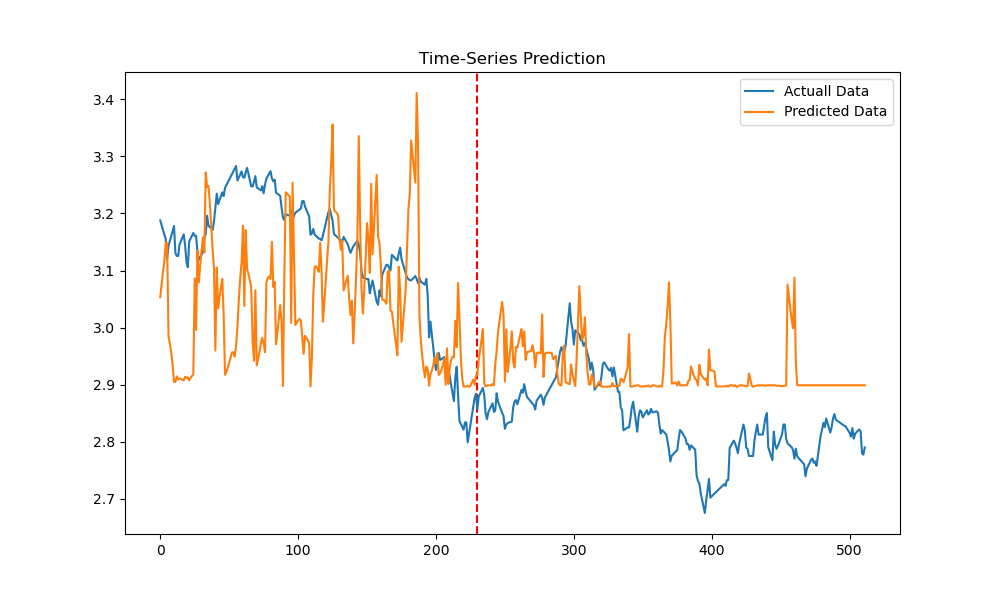 Time-Series Prediction
Actuall Data
Predicted Data
3.4
3.3
3.2
3.1
3.0
2.9
2.8
2.7
0 100 200 300 400 500